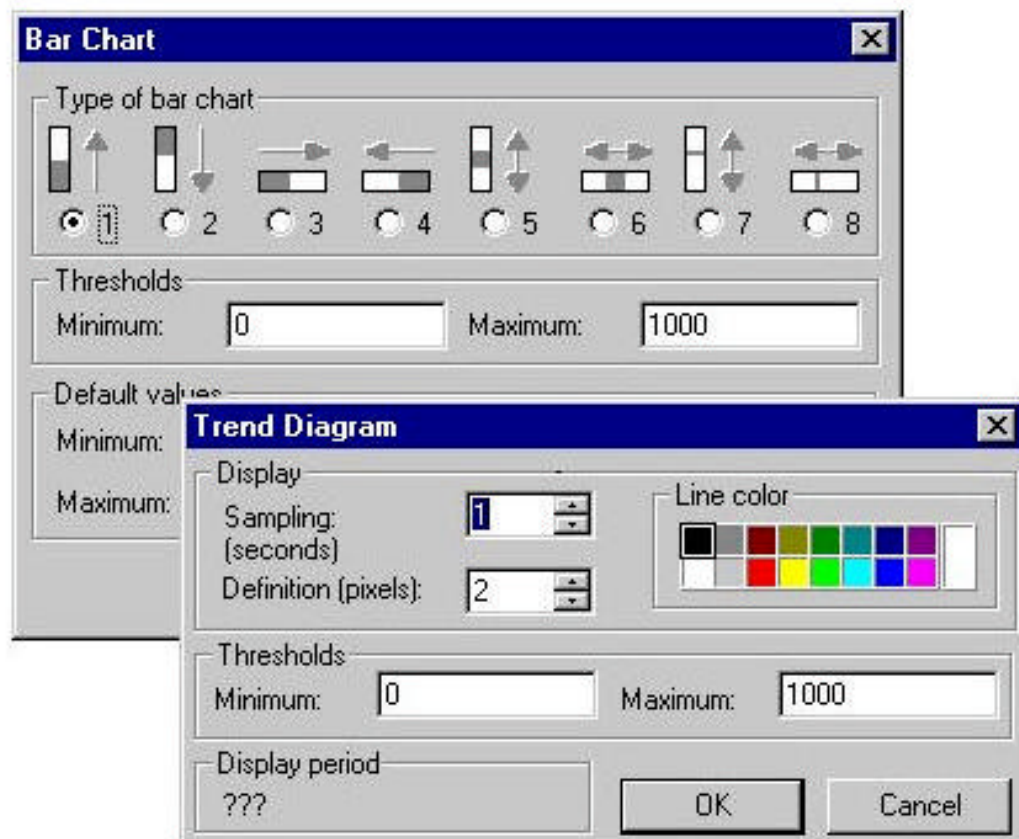 Bar Chart
Type of bar chart
1 2 3 4 5 6 7 8
Thresholds
Minimum: 0 Maximum: 1000
Default values
Minimum:
Maximum:
Trend Diagram
Display
Sampling: 1
(seconds)
Definition (pixels): 2
Line color
Thresholds
Minimum: 0 Maximum: 1000
Display period
???
OK Cancel